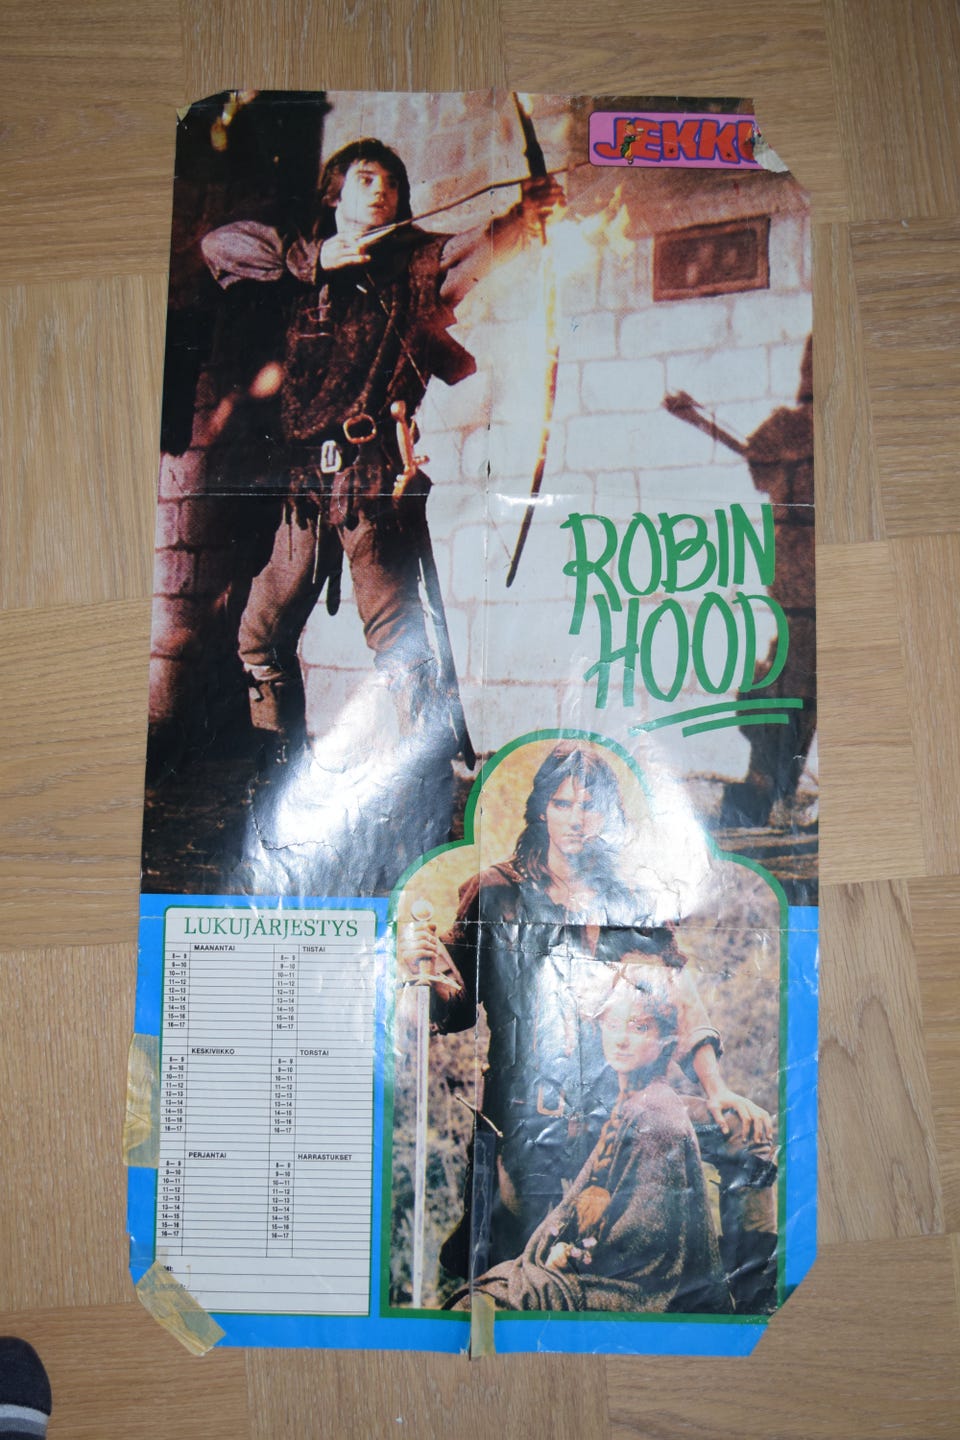 JEKKU
ROBIN
HOOD
LUKUJÄRJESTYS
MAANANTAI TIISTAI
8— 9 8— 9
9—10 9—10
10—11 10—11
11—12 11—12
12—13 12—13
13—14 13—14
14—15 14—15
15—16 15—16
16—17 16—17
KESKIVIIKKO TORSTAI
8— 9 8— 9
9—10 9—10
10—11 10—11
11—12 11—12
12—13 12—13
13—14 13—14
14—15 14—15
15—16 15—16
16—17 16—17
PERJANTAI HARRASTUKSET
8— 9 8— 9
9—10 9—10
10—11 10—11
11—12 11—12
12—13 12—13
13—14 13—14
14—15 14—15
15—16 15—16
16—17 16—17